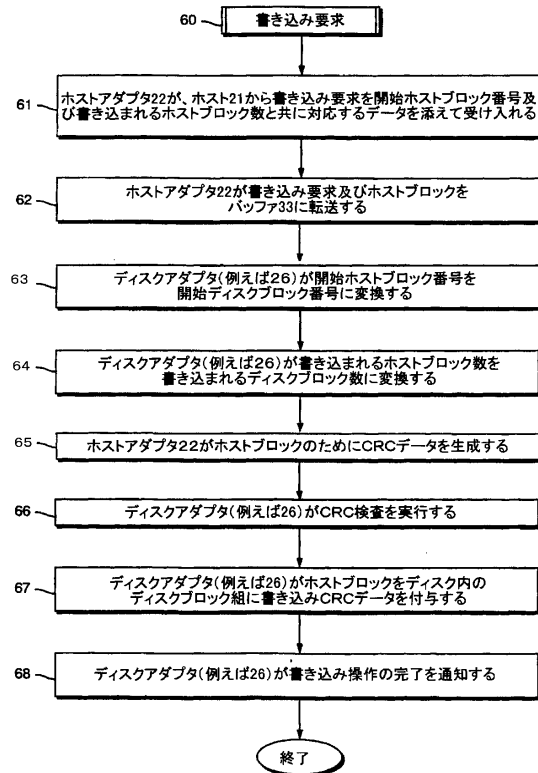 60
書き込み要求
61
ホストアダプタ22が、ホスト21から書き込み要求を開始ホストブロック番号及
び書き込まれるホストブロック数と共に対応するデータを添えて受け入れる
62
ホストアダプタ22が書き込み要求及びホストブロックを
バッファ33に転送する
63
ディスクアダプタ(例えば26)が開始ホストブロック番号を
開始ディスクブロック番号に変換する
64
ディスクアダプタ(例えば26)が書き込まれるホストブロック数を
書き込まれるディスクブロック数に変換する
65
ホストアダプタ22がホストブロックのためにCRCデータを生成する
66
ディスクアダプタ(例えば26)がCRC検査を実行する
67
ディスクアダプタ(例えば26)がホストブロックをディスク内の
ディスクブロック組に書き込みCRCデータを付与する
68
ディスクアダプタ(例えば26)が書き込み操作の完了を通知する
終了